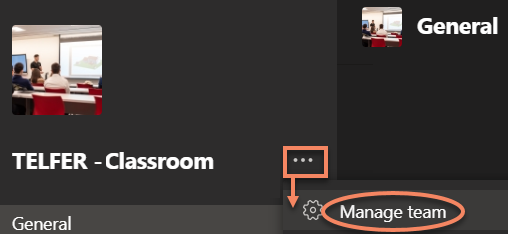 General
TELFER - Classroom
...
Manage team
General